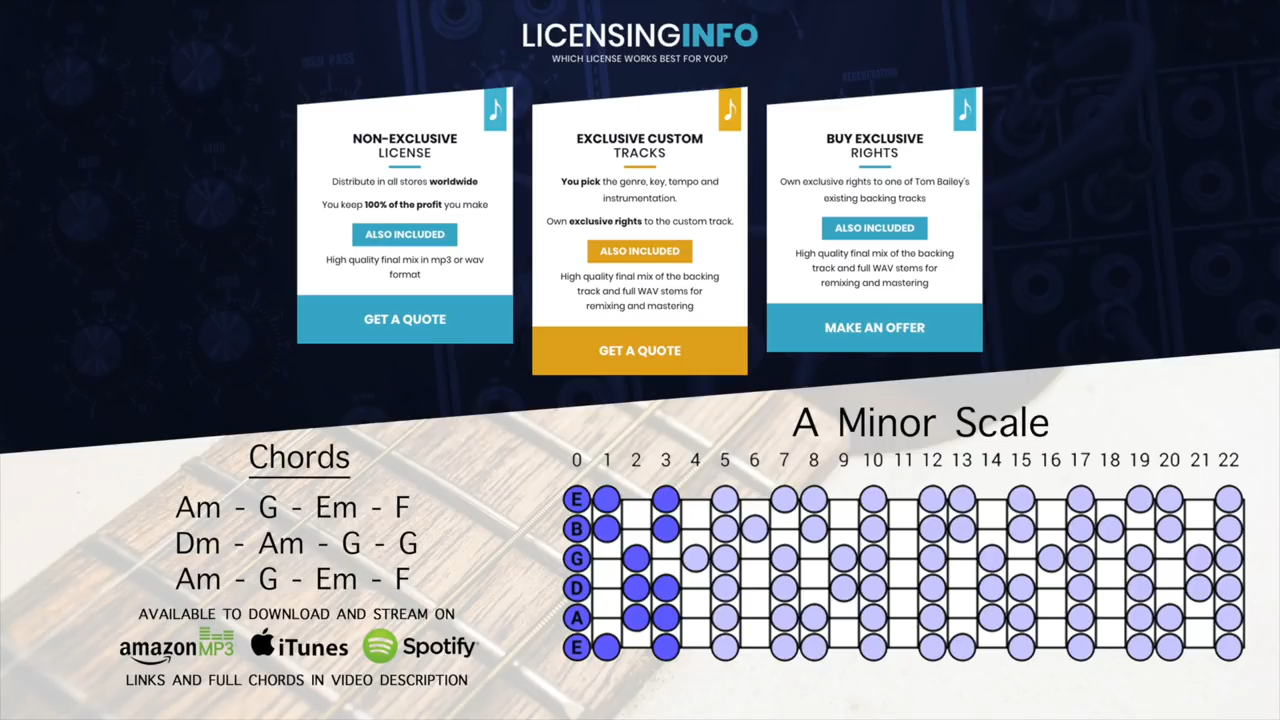 LICENSINGINFO
WHICH LICENSE WORKS BEST FOR YOU?
NON-EXCLUSIVE
LICENSE
Distribute in all stores worldwide
You keep 100% of the profit you make
ALSO INCLUDED
High quality final mix in mp3 or wav
format
GET A QUOTE
EXCLUSIVE CUSTOM
TRACKS
You pick the genre, key, tempo and
instrumentation.
Own exclusive rights to the custom track.
ALSO INCLUDED
High quality final mix of the backing
track and full WAV stems for
remixing and mastering
GET A QUOTE
BUY EXCLUSIVE
RIGHTS
Own exclusive rights to one of Tom Bailey's
existing backing tracks
ALSO INCLUDED
High quality final mix of the backing
track and full WAV stems for
remixing and mastering
MAKE AN OFFER
Chords
Am - G - Em - F
Dm - Am - G - G
Am - G - Em - F
AVAILABLE TO DOWNLOAD AND STREAM ON
amazonMP3 iTunes Spotify
LINKS AND FULL CHORDS IN VIDEO DESCRIPTION
A Minor Scale
0 1 2 3 4 5 6 7 8 9 10 11 12 13 14 15 16 17 18 19 20 21 22
E
B
G
D
A
E